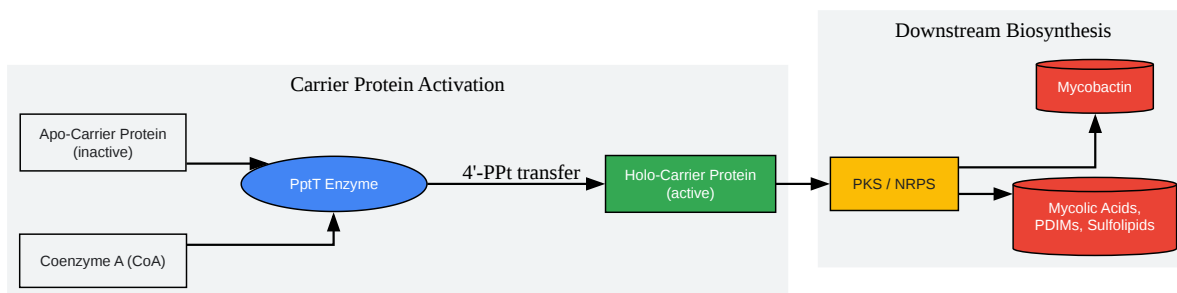 Downstream Biosynthesis
Carrier Protein Activation
Mycobactin
Apo-Carrier Protein
(inactive)
PptT Enzyme
4'-PPt transfer
Holo-Carrier Protein
(active)
PKS / NRPS
Mycolic Acids,
PDIMs, Sulfolipids
Coenzyme A (CoA)